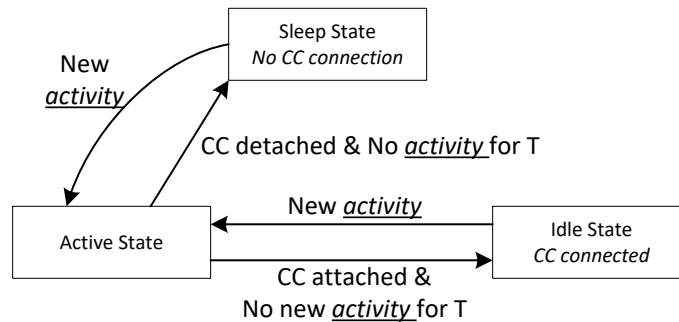 Sleep State
No CC connection
New
activity
CC detached & No activity for T
New activity
Active State
Idle State
CC connected
CC attached &
No new activity for T